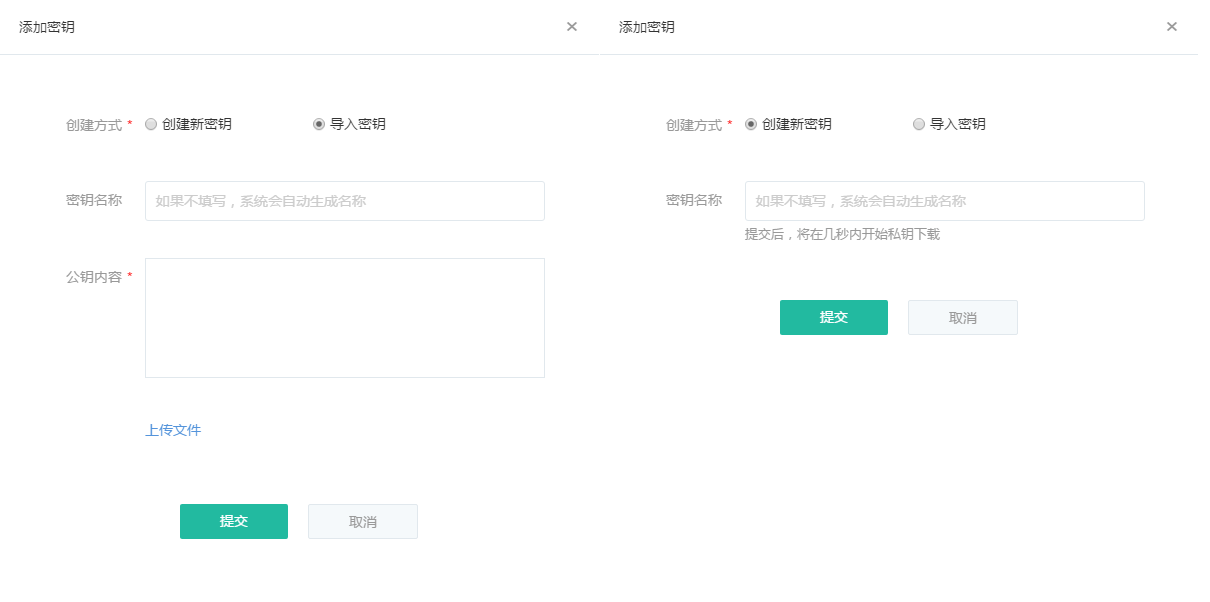 添加密钥 ×
创建方式 * 创建新密钥 导入密钥
密钥名称 如果不填写，系统会自动生成名称
公钥内容 *
上传文件
提交 取消
添加密钥 ×
创建方式 * 创建新密钥 导入密钥
密钥名称 如果不填写，系统会自动生成名称
提交后，将在几秒内开始私钥下载
提交 取消